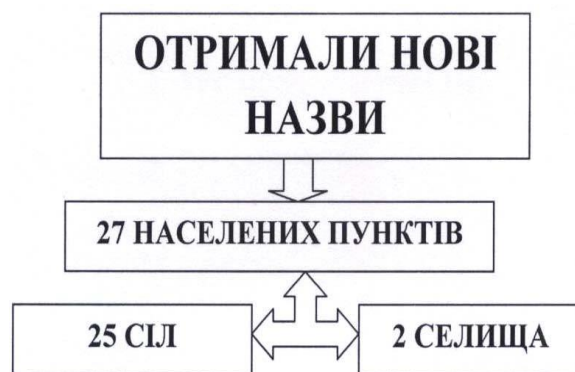 ОТРИМАЛИ НОВІ
НАЗВИ
27 НАСЕЛЕНИХ ПУНКТІВ
25 СІЛ
2 СЕЛИЩА